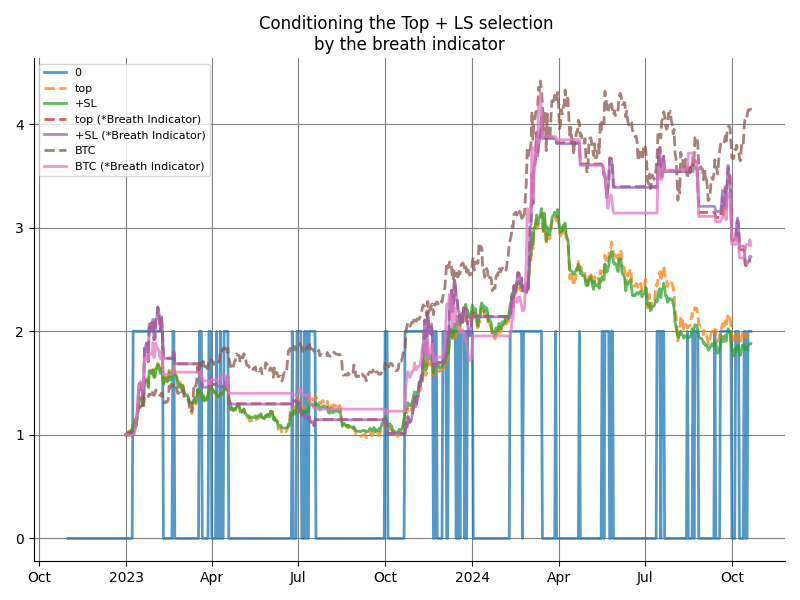 Conditioning the Top + LS selection
by the breath indicator
0
top
+SL
top (*Breath Indicator)
+SL (*Breath Indicator)
BTC
BTC (*Breath Indicator)
4
3
2
1
0
Oct
2023
Apr
Jul
Oct
2024
Apr
Jul
Oct